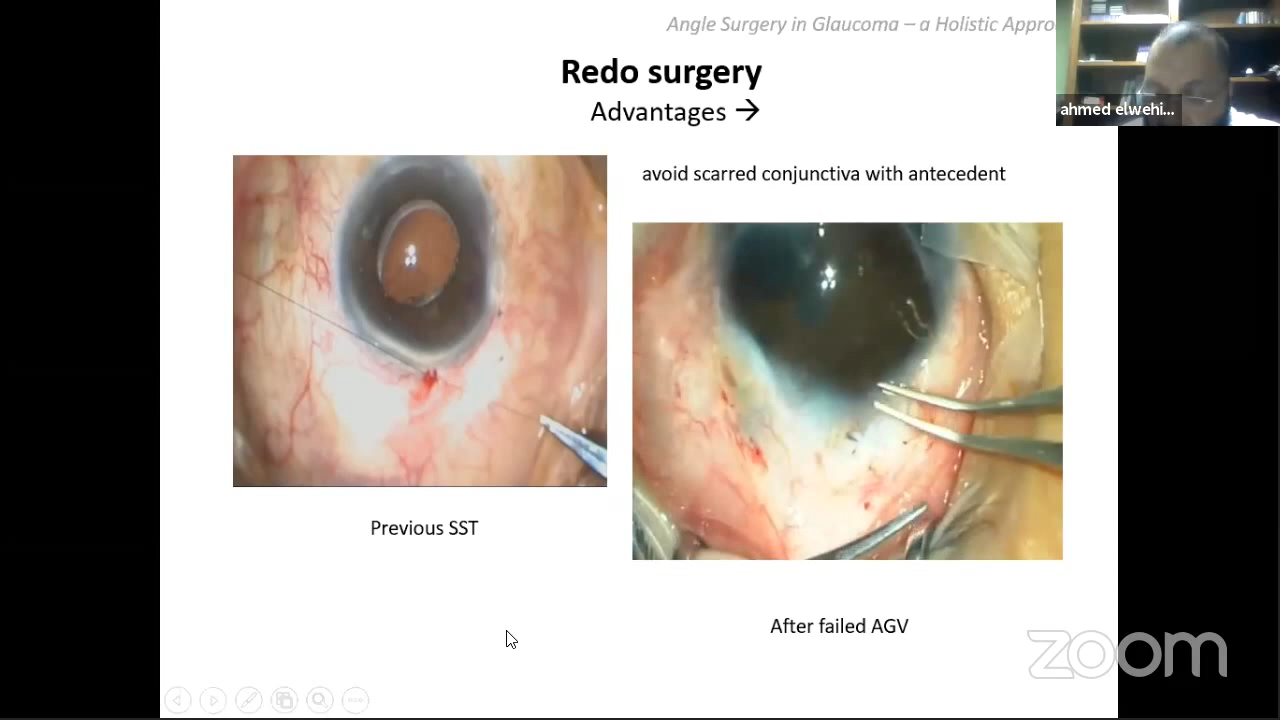 Angle Surgery in Glaucoma – a Holistic Appro
Redo surgery
Advantages →
ahmed elwehi...
avoid scarred conjunctiva with antecedent
Previous SST
After failed AGV
zoom